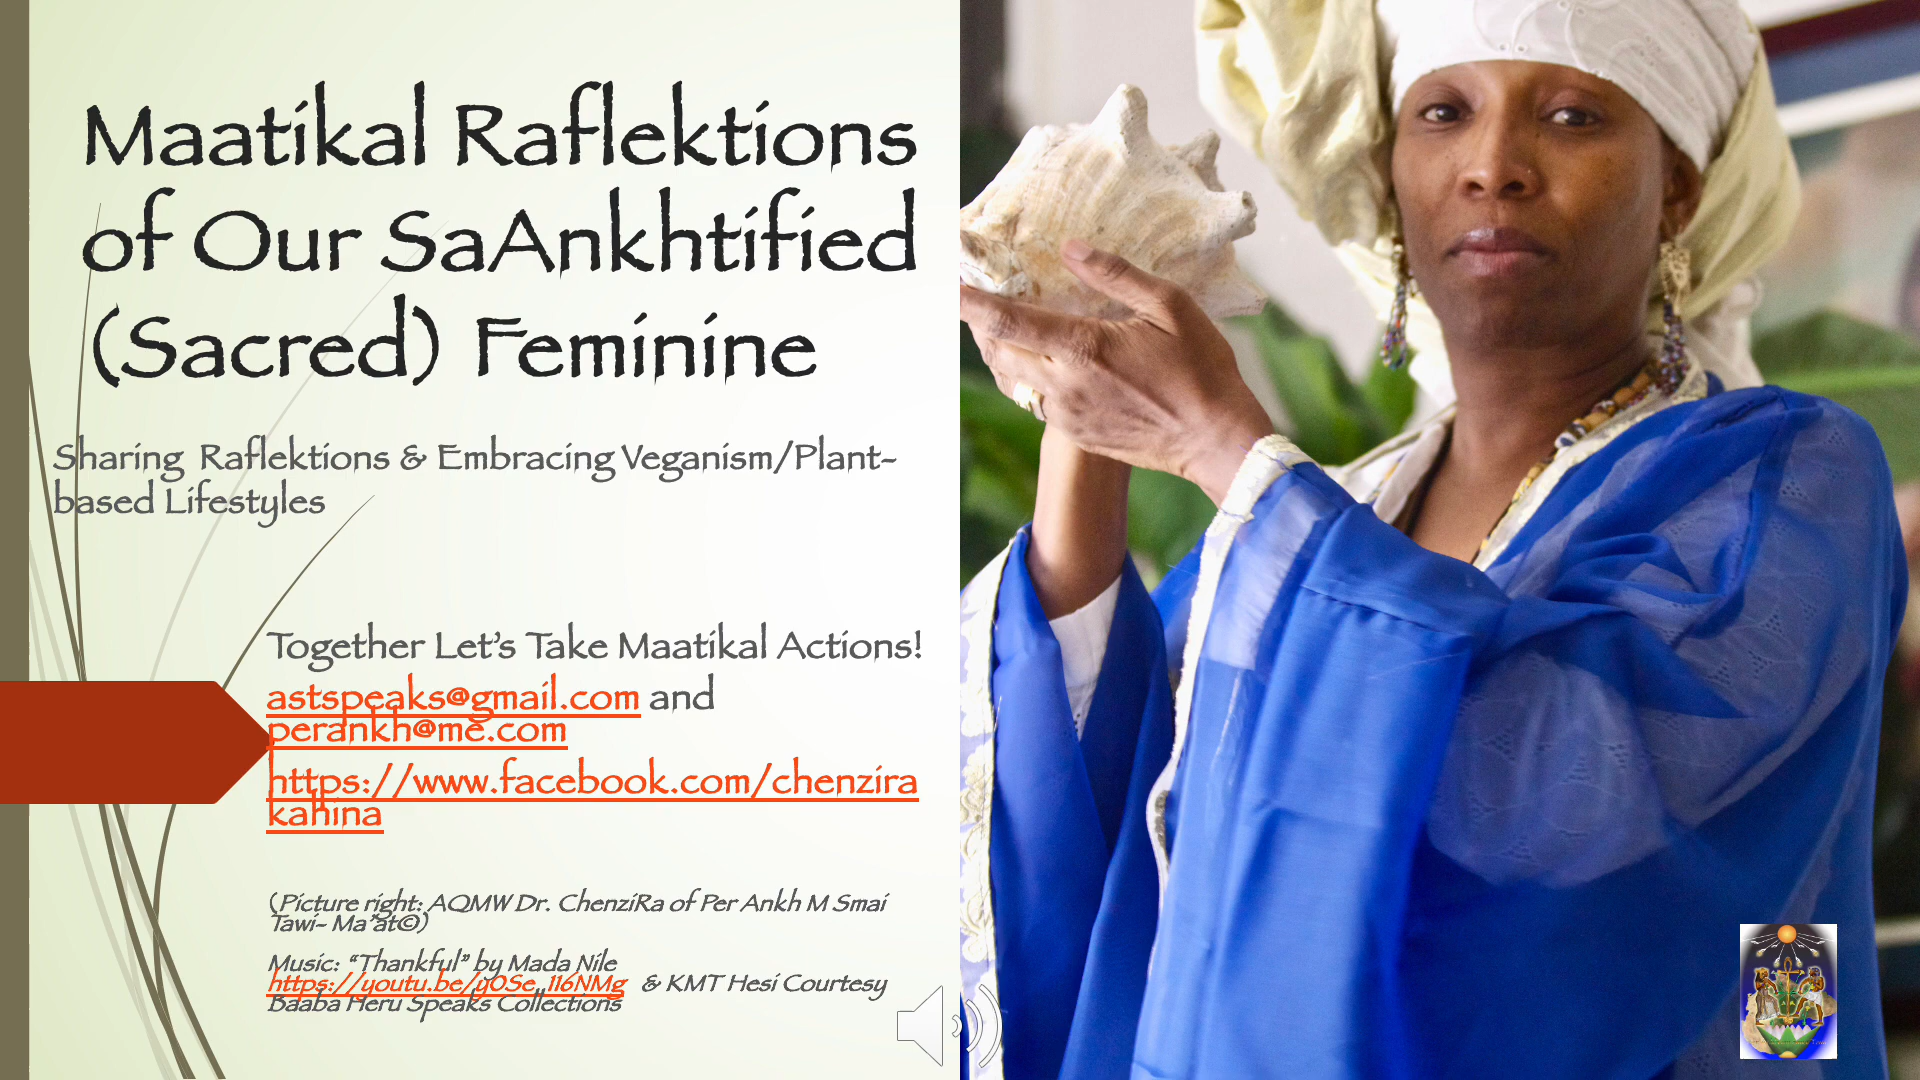 Maatikal Raflektions
of Our SaAnkhtified
(Sacred) Feminine
Sharing Raflektions & Embracing Veganism/Plant-
based Lifestyles
Together Let's Take Maatikal Actions!
astspeaks@gmail.com and
perankh@me.com
https://www.facebook.com/chenzira
kahina
(Picture right: AQMW Dr. ChenziRa of Per Ankh M Smai
Tawi- Ma'at©)
Music: "Thankful" by Mada Nile
https://youtu.be/y0Se_116NMg & KMT Hesi Courtesy
Baaba Heru Speaks Collections